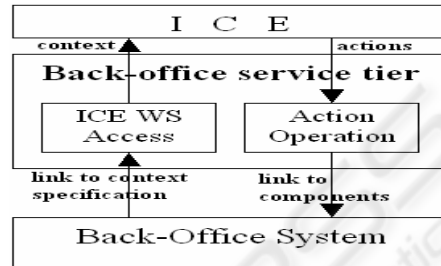 I C E
context
actions
Back-office service tier
ICE WS
Access
Action
Operation
link to context
specification
link to
components
Back-Office System